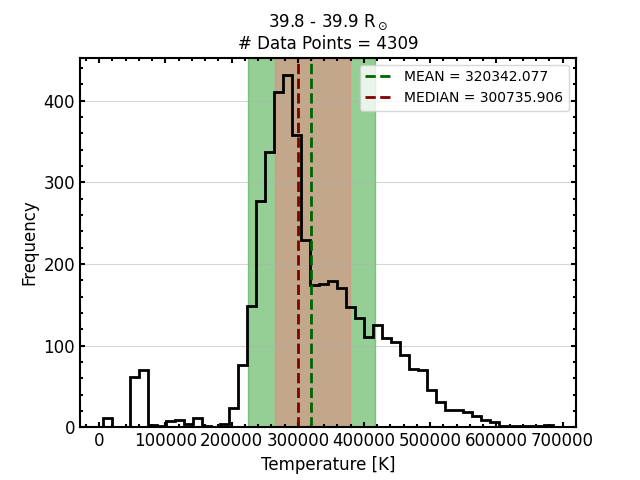 39.8 - 39.9 R⊙
# Data Points = 4309
MEAN = 320342.077
MEDIAN = 300735.906
Frequency
400
300
200
100
0
0 100000 200000 300000 400000 500000 600000 700000
Temperature [K]